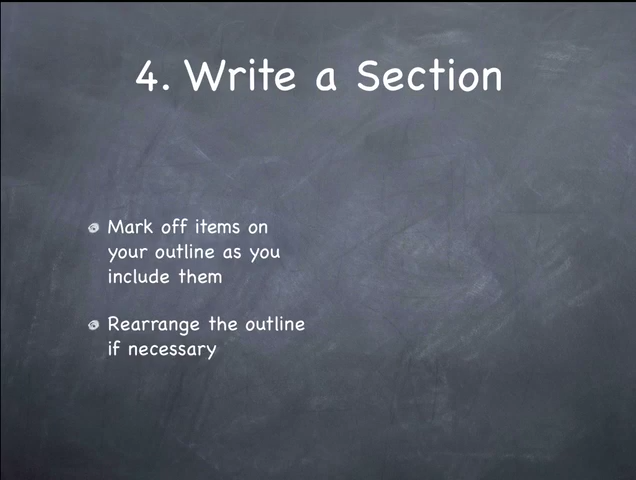 4. Write a Section
Mark off items on
your outline as you
include them
Rearrange the outline
if necessary